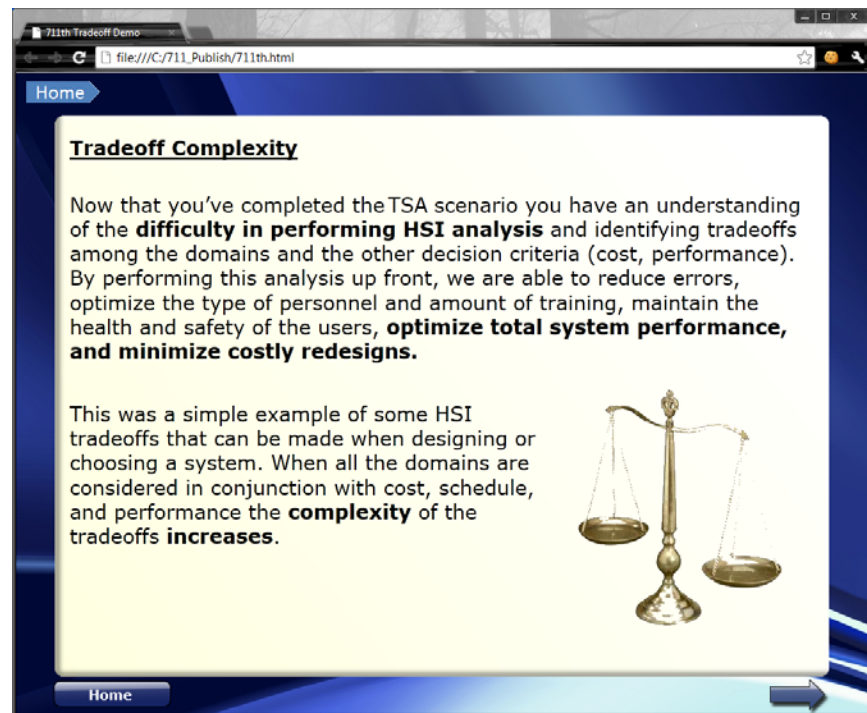 711th Tradeoff Demo
file:///C:/711_Publish/711th.html
Home
Tradeoff Complexity
Now that you've completed the TSA scenario you have an understanding
of the difficulty in performing HSI analysis and identifying tradeoffs
among the domains and the other decision criteria (cost, performance).
By performing this analysis up front, we are able to reduce errors,
optimize the type of personnel and amount of training, maintain the
health and safety of the users, optimize total system performance,
and minimize costly redesigns.
This was a simple example of some HSI
tradeoffs that can be made when designing or
choosing a system. When all the domains are
considered in conjunction with cost, schedule,
and performance the complexity of the
tradeoffs increases.
Home